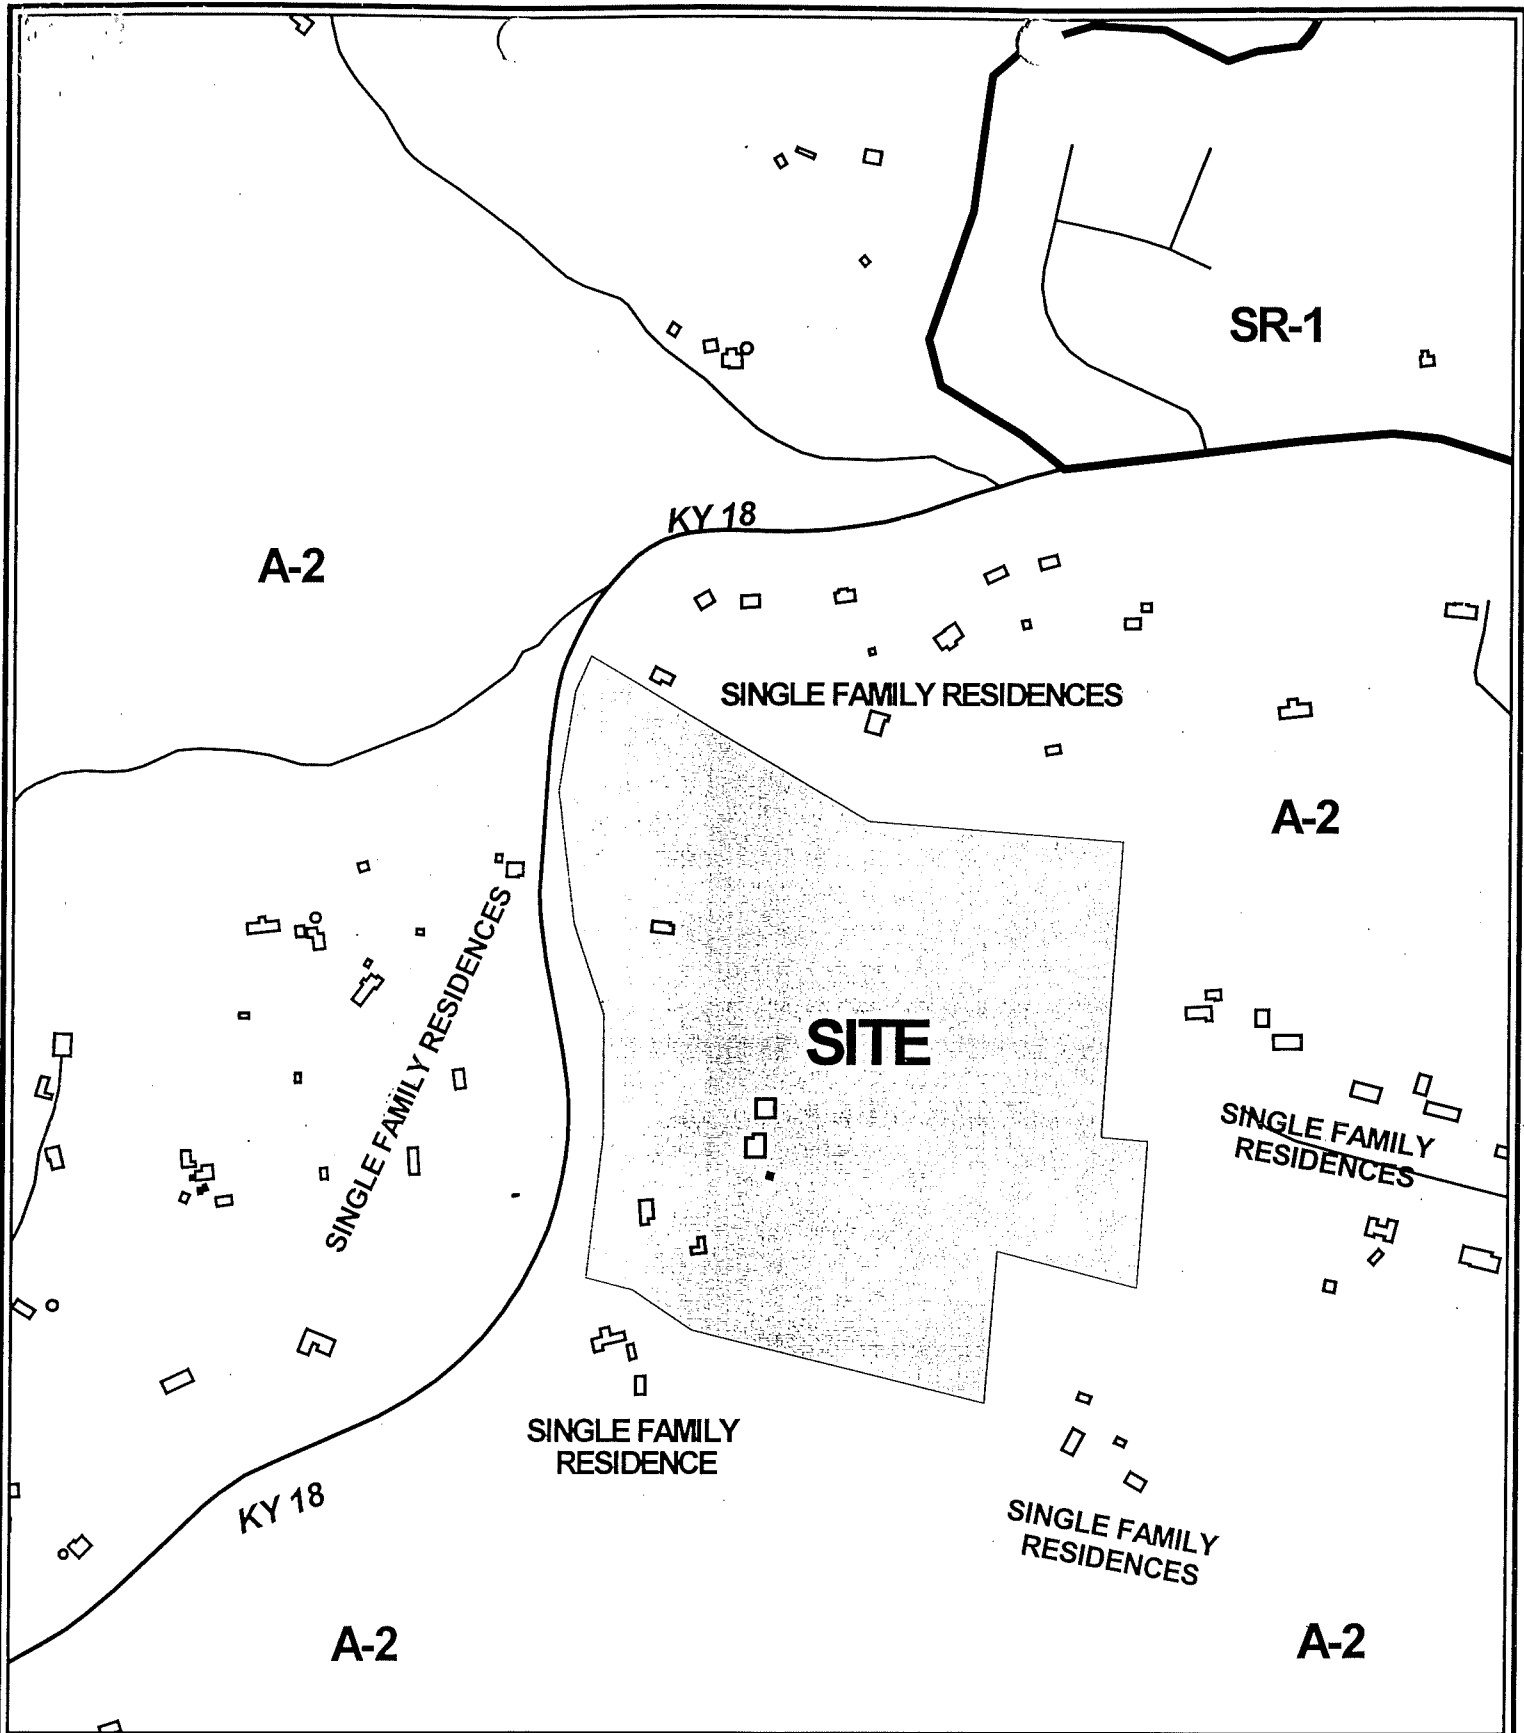 SR-1
KY 18
A-2
SINGLE FAMILY RESIDENCES
A-2
SINGLE FAMILY RESIDENCES
SITE
SINGLE FAMILY
RESIDENCES
SINGLE FAMILY
RESIDENCE
KY 18
SINGLE FAMILY
RESIDENCES
A-2
A-2